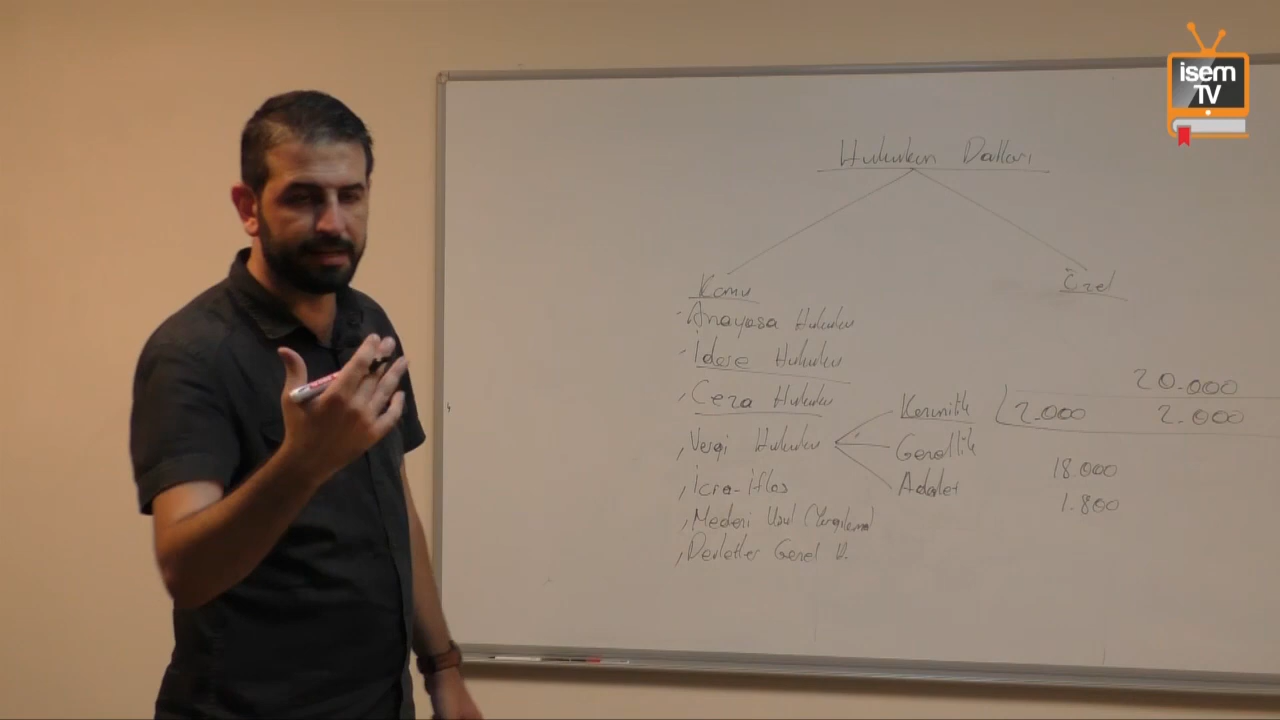 isem
TV
Hukukun Dalları
Kamu
Özel
- Anayasa Hukuku
- İdare Hukuku
, Ceza Hukuku
, Vergi Hukuku
Kanunilik
Genellik
Adalet
, İcra-İflas
, Medeni Usul (Yargılama)
, Devletler Genel H.
20.000
2.000 2.000
18.000
1.800